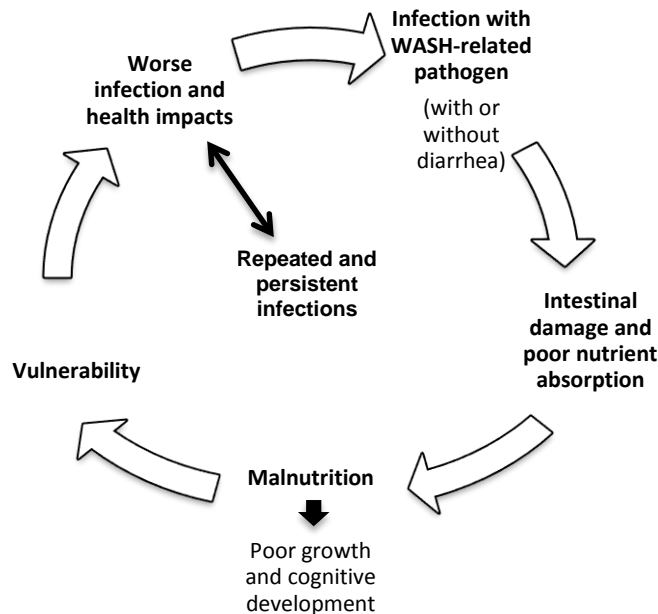 Infection with
WASH-related
pathogen
(with or
without
diarrhea)
Worse
infection and
health impacts
Repeated and
persistent
infections
Intestinal
damage and
poor nutrient
absorption
Vulnerability
Malnutrition
Poor growth
and cognitive
development